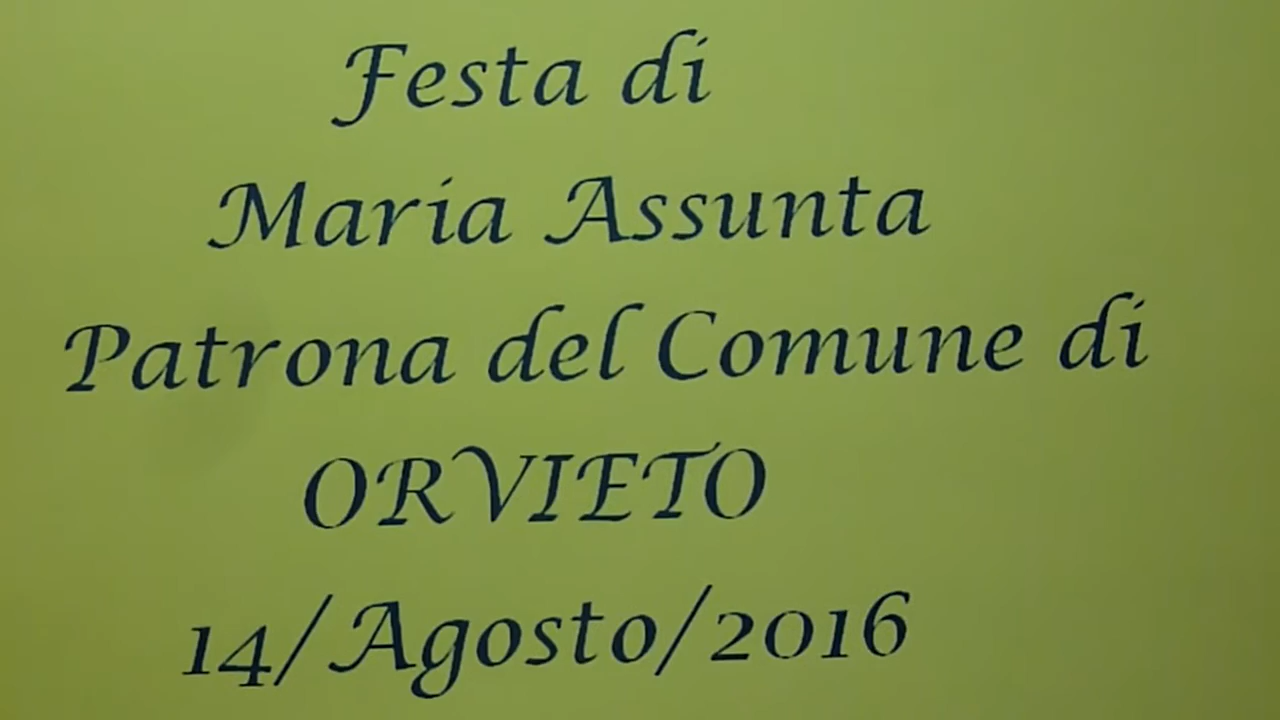 Festa di
Maria Assunta
Patrona del Comune di
ORVIETO
14/Agosto/2016